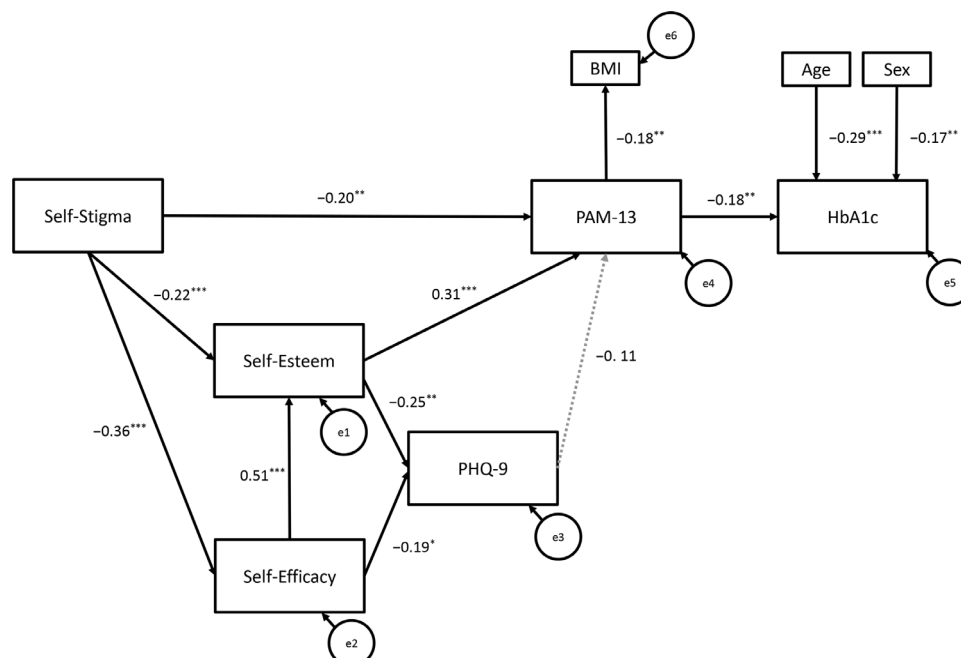 e6
BMI
Age
Sex
−0.18**
−0.29***
−0.17**
Self-Stigma
−0.20**
PAM-13
−0.18**
HbA1c
e4
e5
−0.22***
0.31***
Self-Esteem
−0. 11
−0.25**
e1
−0.36***
0.51***
PHQ-9
e3
−0.19*
Self-Efficacy
e2